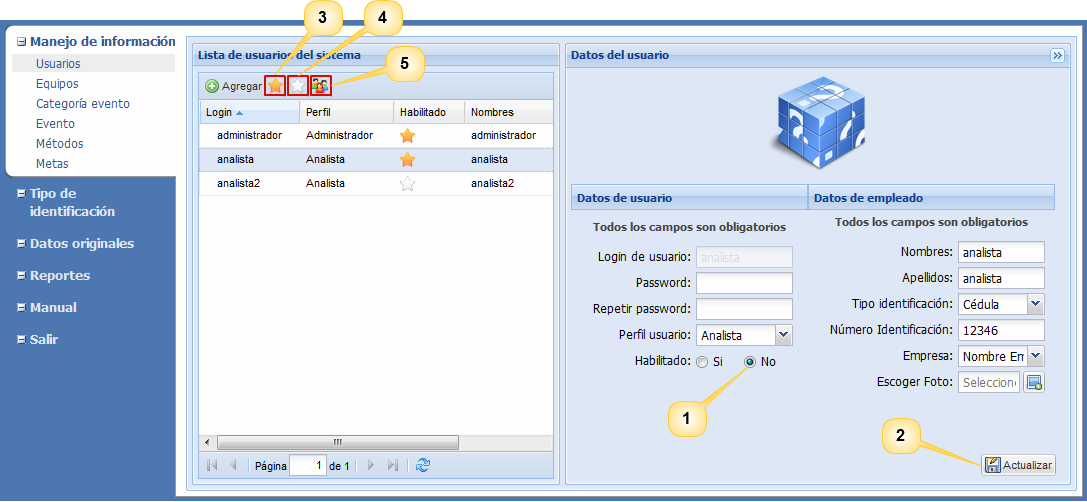 3
4
5
Manejo de información
Usuarios
Equipos
Categoría evento
Evento
Métodos
Metas
Tipo de
identificación
Datos originales
Reportes
Manual
Salir
Lista de usuarios del sistema
Agregar
Login Perfil Habilitado Nombres
administrador Administrador administrador
analista Analista analista
analista2 Analista analista2
Página 1 de 1
Datos del usuario
Datos de usuario
Todos los campos son obligatorios
Login de usuario: analista
Password:
Repetir password:
Perfil usuario: Analista
Habilitado: Si No
1
Datos de empleado
Todos los campos son obligatorios
Nombres: analista
Apellidos: analista
Tipo identificación: Cédula
Número Identificación: 12346
Empresa: Nombre Em
Escoger Foto: Seleccion
2
Actualizar